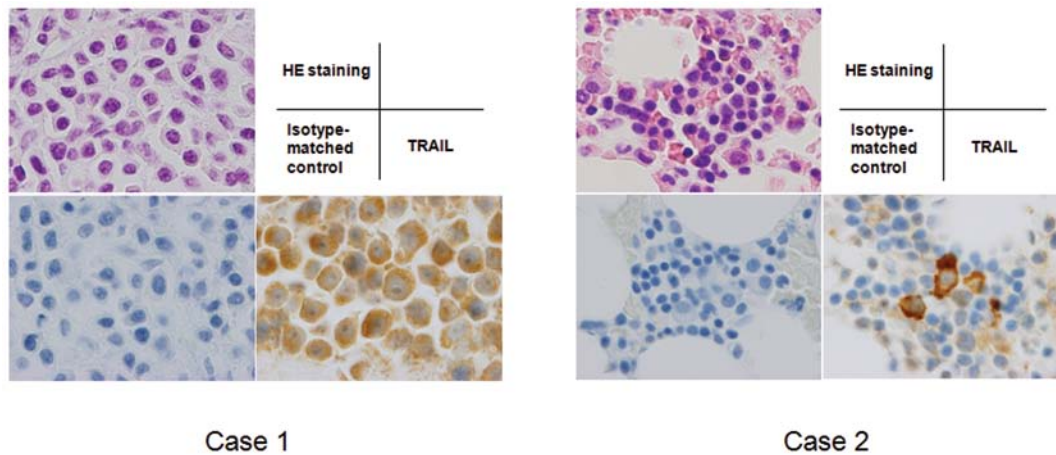 HE staining
Isotype-
matched
control
TRAIL
Case 1
HE staining
Isotype-
matched
control
TRAIL
Case 2